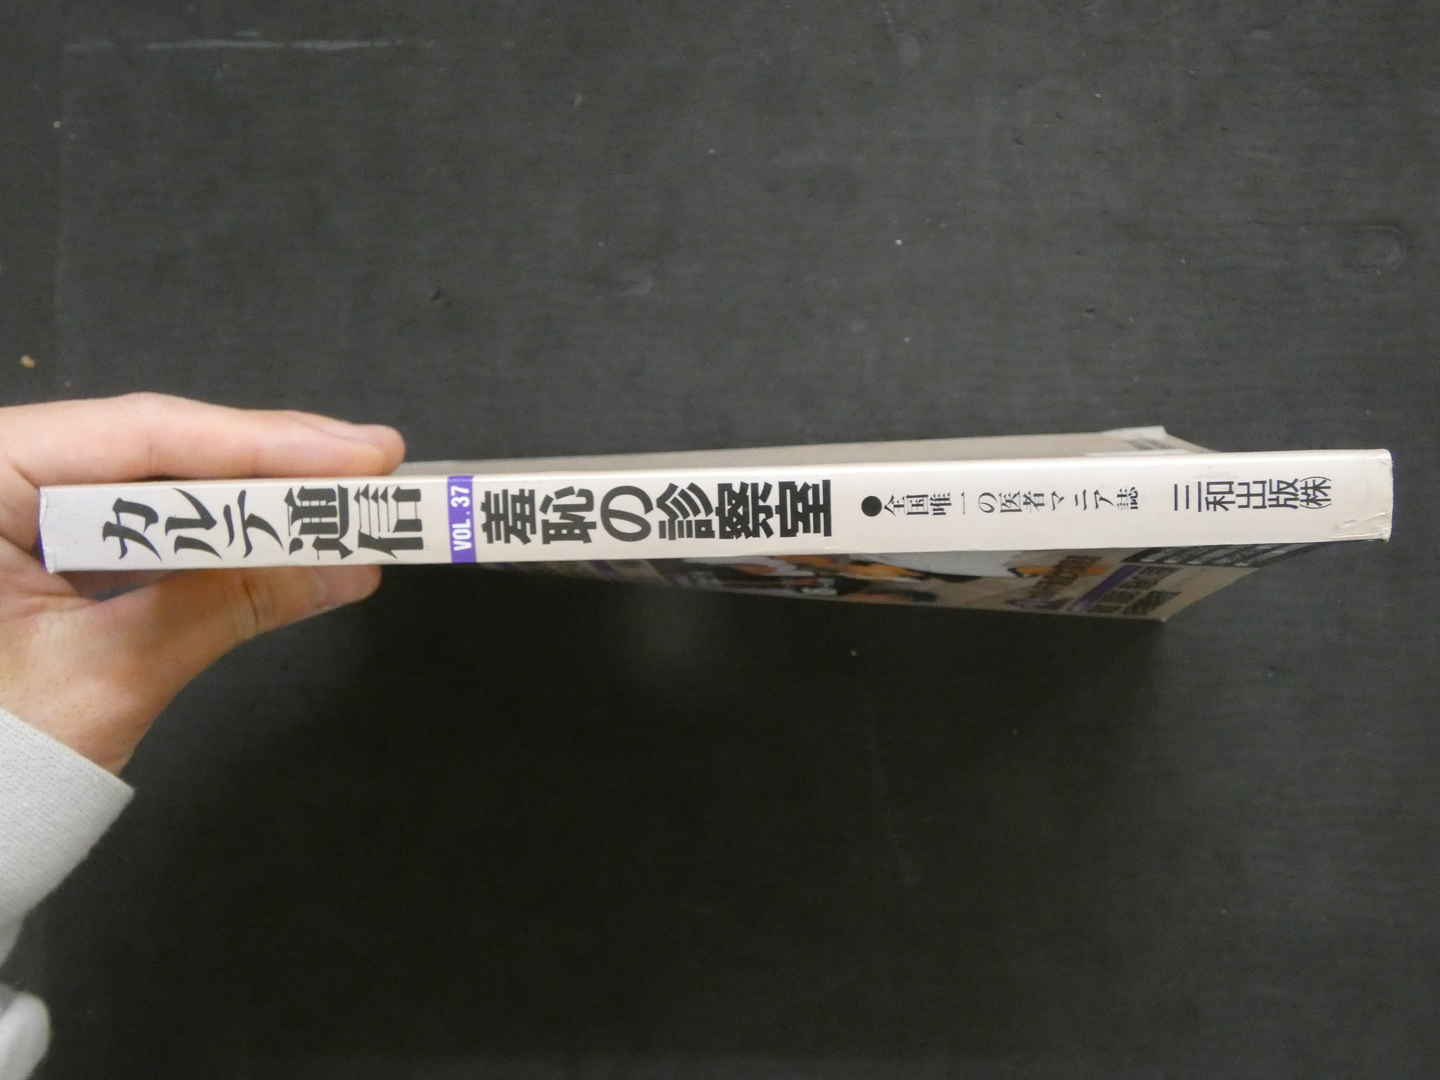 カルテ通信
VOL.37
羞恥の診察室
●全国唯一の医者マニア誌
三和出版㈱